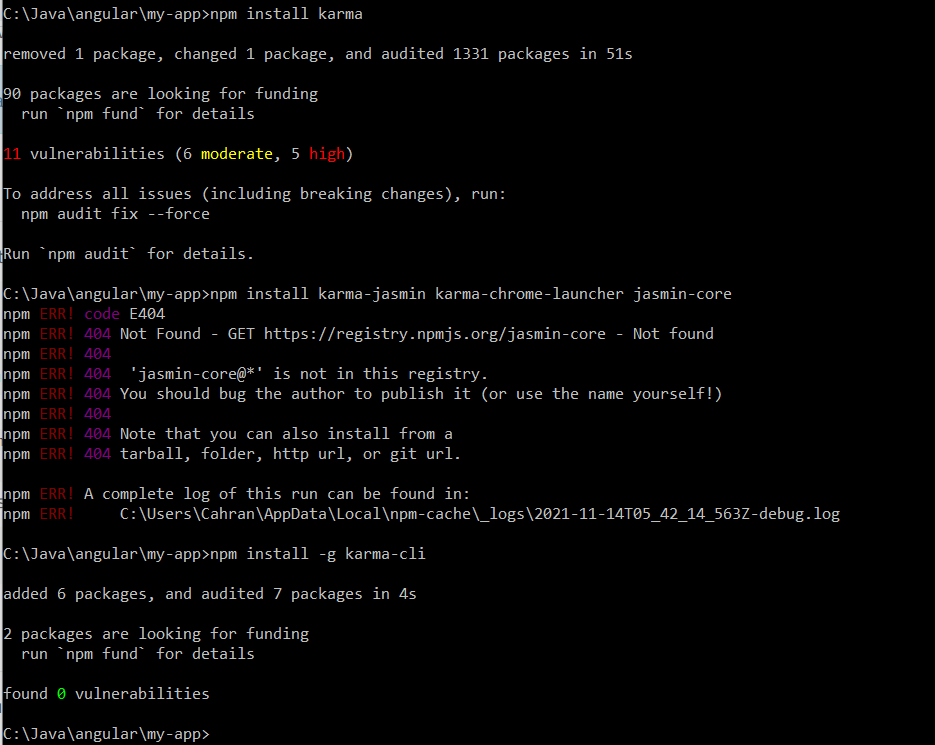 C:\Java\angular\my-app>npm install karma
removed 1 package, changed 1 package, and audited 1331 packages in 51s
90 packages are looking for funding
  run `npm fund` for details
11 vulnerabilities (6 moderate, 5 high)
To address all issues (including breaking changes), run:
  npm audit fix --force
Run `npm audit` for details.
C:\Java\angular\my-app>npm install karma-jasmin karma-chrome-launcher jasmin-core
npm ERR! code E404
npm ERR! 404 Not Found - GET https://registry.npmjs.org/jasmin-core - Not found
npm ERR! 404
npm ERR! 404  'jasmin-core@*' is not in this registry.
npm ERR! 404 You should bug the author to publish it (or use the name yourself!)
npm ERR! 404
npm ERR! 404 Note that you can also install from a
npm ERR! 404 tarball, folder, http url, or git url.
npm ERR! A complete log of this run can be found in:
npm ERR!     C:\Users\Cahran\AppData\Local\npm-cache\_logs\2021-11-14T05_42_14_563Z-debug.log
C:\Java\angular\my-app>npm install -g karma-cli
added 6 packages, and audited 7 packages in 4s
2 packages are looking for funding
  run `npm fund` for details
found 0 vulnerabilities
C:\Java\angular\my-app>